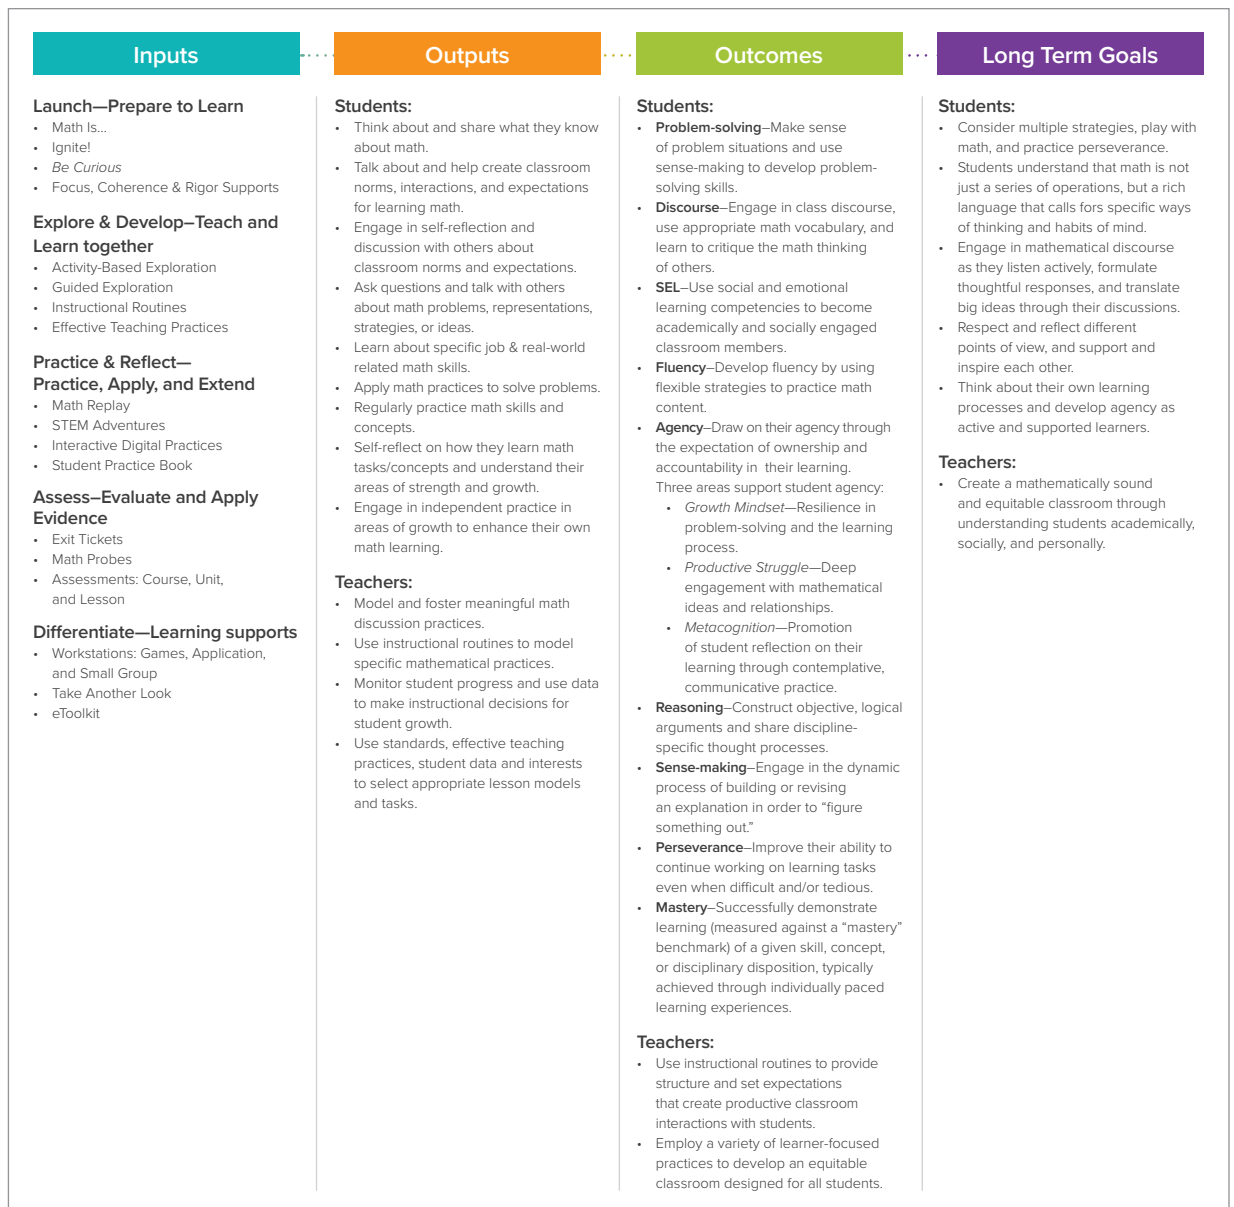 Inputs
Outputs
Outcomes
Long Term Goals
Launch—Prepare to Learn
• Math Is...
• Ignite!
• Be Curious
• Focus, Coherence & Rigor Supports
Explore & Develop–Teach and
Learn together
• Activity-Based Exploration
• Guided Exploration
• Instructional Routines
• Effective Teaching Practices
Practice & Reflect—
Practice, Apply, and Extend
• Math Replay
• STEM Adventures
• Interactive Digital Practices
• Student Practice Book
Assess–Evaluate and Apply
Evidence
• Exit Tickets
• Math Probes
• Assessments: Course, Unit,
and Lesson
Differentiate—Learning supports
• Workstations: Games, Application,
and Small Group
• Take Another Look
• eToolkit
Students:
• Think about and share what they know
about math.
• Talk about and help create classroom
norms, interactions, and expectations
for learning math.
• Engage in self-reflection and
discussion with others about
classroom norms and expectations.
• Ask questions and talk with others
about math problems, representations,
strategies, or ideas.
• Learn about specific job & real-world
related math skills.
• Apply math practices to solve problems.
• Regularly practice math skills and
concepts.
• Self-reflect on how they learn math
tasks/concepts and understand their
areas of strength and growth.
• Engage in independent practice in
areas of growth to enhance their own
math learning.
Teachers:
• Model and foster meaningful math
discussion practices.
• Use instructional routines to model
specific mathematical practices.
• Monitor student progress and use data
to make instructional decisions for
student growth.
• Use standards, effective teaching
practices, student data and interests
to select appropriate lesson models
and tasks.
Students:
• Problem-solving–Make sense
of problem situations and use
sense-making to develop problem-
solving skills.
• Discourse–Engage in class discourse,
use appropriate math vocabulary, and
learn to critique the math thinking
of others.
• SEL–Use social and emotional
learning competencies to become
academically and socially engaged
classroom members.
• Fluency–Develop fluency by using
flexible strategies to practice math
content.
• Agency–Draw on their agency through
the expectation of ownership and
accountability in their learning.
Three areas support student agency:
• Growth Mindset—Resilience in
problem-solving and the learning
process.
• Productive Struggle—Deep
engagement with mathematical
ideas and relationships.
• Metacognition—Promotion
of student reflection on their
learning through contemplative,
communicative practice.
• Reasoning–Construct objective, logical
arguments and share discipline-
specific thought processes.
• Sense-making–Engage in the dynamic
process of building or revising
an explanation in order to “figure
something out.”
• Perseverance–Improve their ability to
continue working on learning tasks
even when difficult and/or tedious.
• Mastery–Successfully demonstrate
learning (measured against a “mastery”
benchmark) of a given skill, concept,
or disciplinary disposition, typically
achieved through individually paced
learning experiences.
Teachers:
• Use instructional routines to provide
structure and set expectations
that create productive classroom
interactions with students.
• Employ a variety of learner-focused
practices to develop an equitable
classroom designed for all students.
Students:
• Consider multiple strategies, play with
math, and practice perseverance.
• Students understand that math is not
just a series of operations, but a rich
language that calls fors specific ways
of thinking and habits of mind.
• Engage in mathematical discourse
as they listen actively, formulate
thoughtful responses, and translate
big ideas through their discussions.
• Respect and reflect different
points of view, and support and
inspire each other.
• Think about their own learning
processes and develop agency as
active and supported learners.
Teachers:
• Create a mathematically sound
and equitable classroom through
understanding students academically,
socially, and personally.